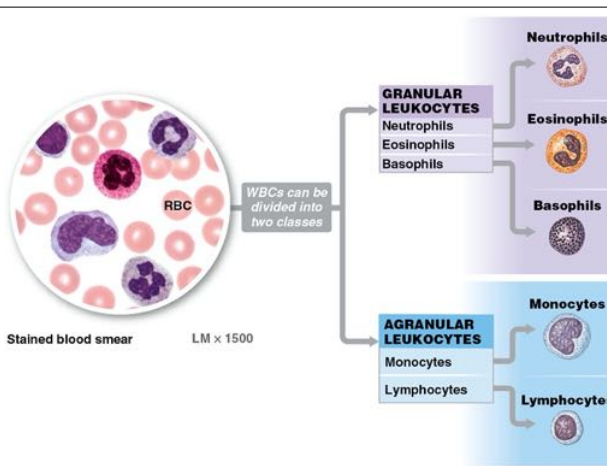 Neutrophils
GRANULAR
LEUKOCYTES
Neutrophils
Eosinophils
Basophils
Eosinophils
Basophils
RBC
WBCs can be
divided into
two classes
Stained blood smear
LM × 1500
Monocytes
AGRANULAR
LEUKOCYTES
Monocytes
Lymphocytes
Lymphocyte